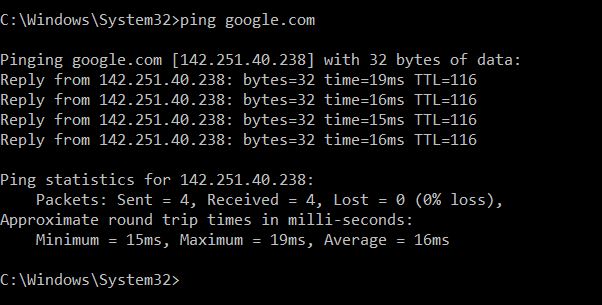 C:\Windows\System32>ping google.com
Pinging google.com [142.251.40.238] with 32 bytes of data:
Reply from 142.251.40.238: bytes=32 time=19ms TTL=116
Reply from 142.251.40.238: bytes=32 time=16ms TTL=116
Reply from 142.251.40.238: bytes=32 time=15ms TTL=116
Reply from 142.251.40.238: bytes=32 time=16ms TTL=116
Ping statistics for 142.251.40.238:
    Packets: Sent = 4, Received = 4, Lost = 0 (0% loss),
Approximate round trip times in milli-seconds:
    Minimum = 15ms, Maximum = 19ms, Average = 16ms
C:\Windows\System32>